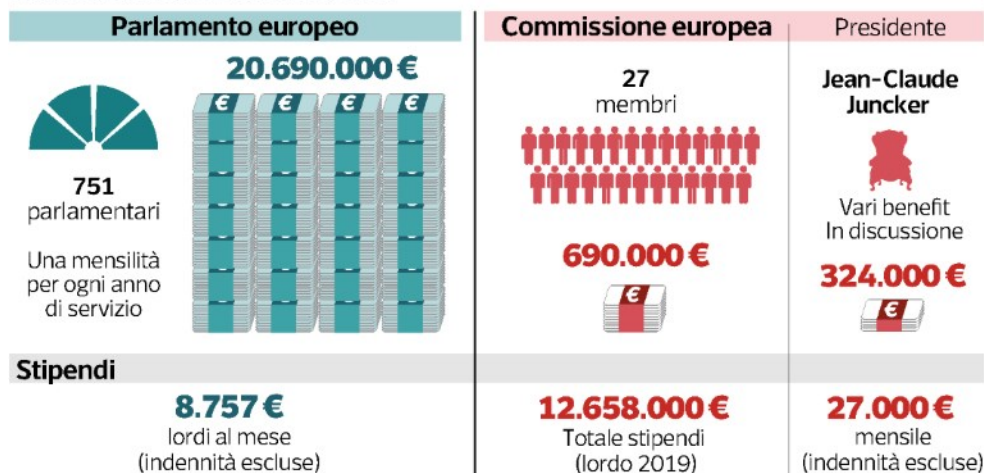 Parlamento europeo
20.690.000 €
€ € € €
751
parlamentari
Una mensilità
per ogni anno
di servizio
Commissione europea
27
membri
690.000 €
€
Presidente
Jean-Claude
Juncker
Vari benefit
In discussione
324.000 €
€
Stipendi
8.757 €
lordi al mese
(indennità escluse)
12.658.000 €
Totale stipendi
(lordo 2019)
27.000 €
mensile
(indennità escluse)